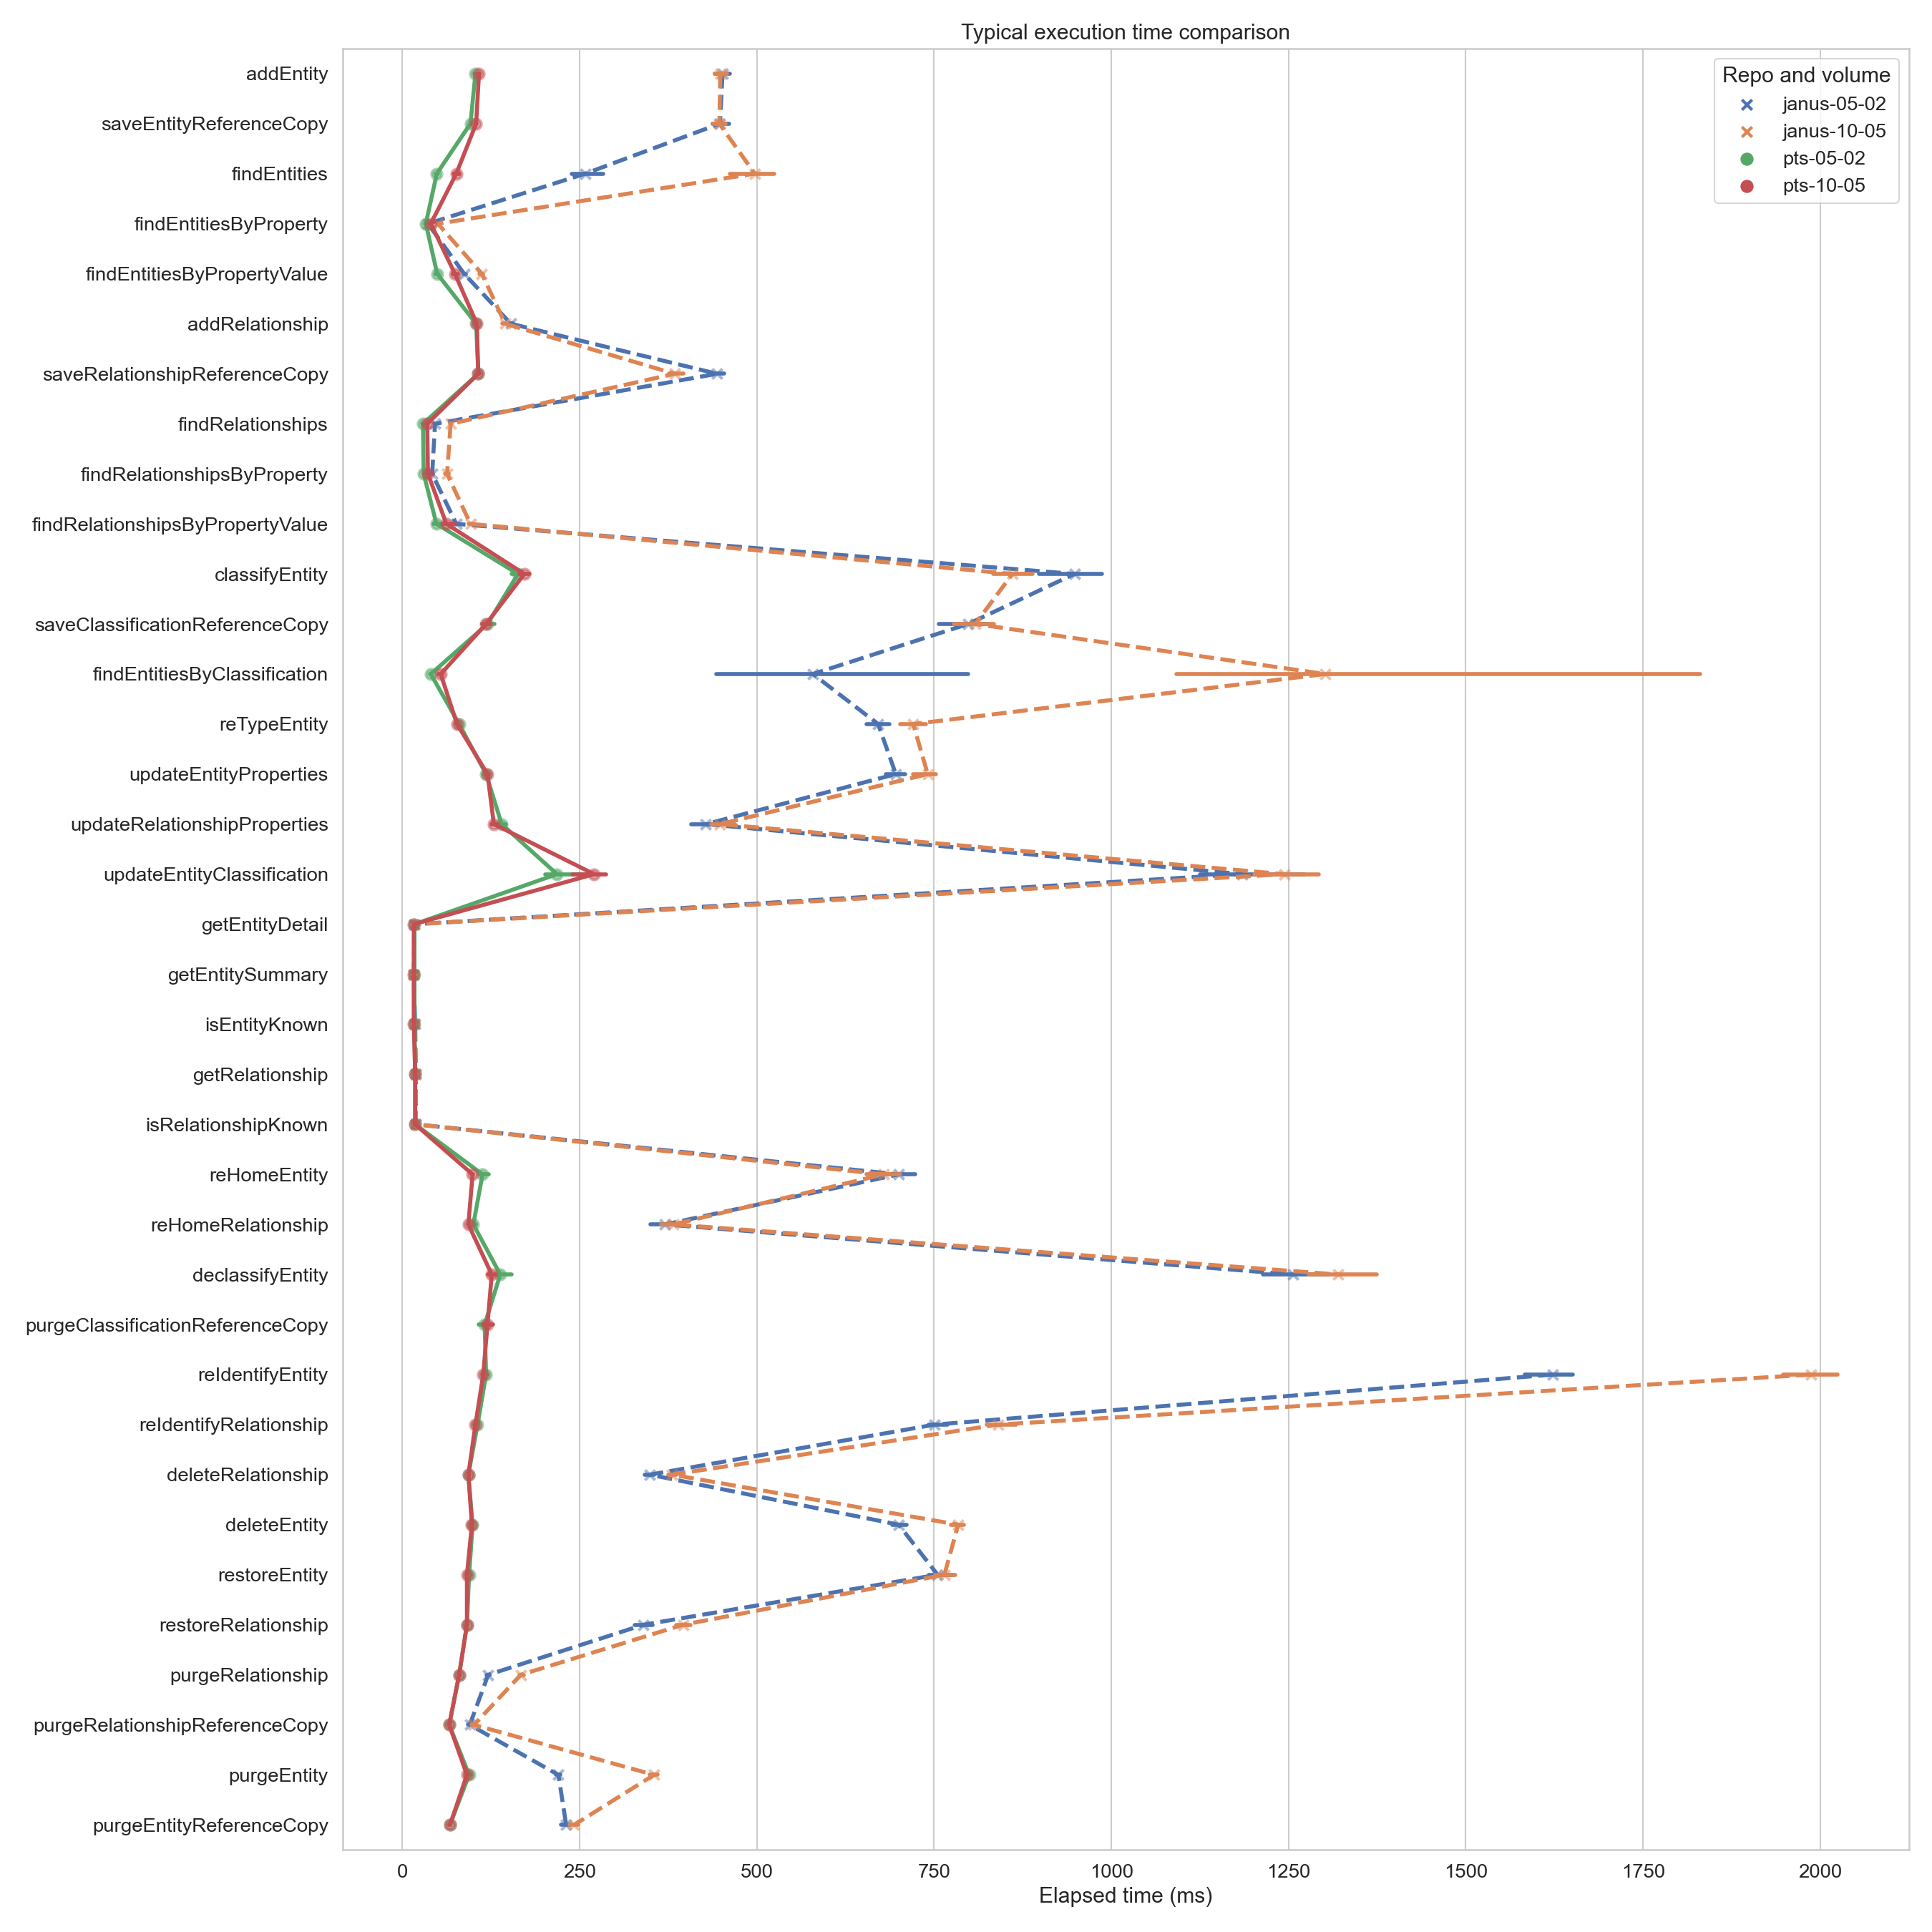 Typical execution time comparison
Repo and volume
janus-05-02
janus-10-05
pts-05-02
pts-10-05
addEntity
saveEntityReferenceCopy
findEntities
findEntitiesByProperty
findEntitiesByPropertyValue
addRelationship
saveRelationshipReferenceCopy
findRelationships
findRelationshipsByProperty
findRelationshipsByPropertyValue
classifyEntity
saveClassificationReferenceCopy
findEntitiesByClassification
reTypeEntity
updateEntityProperties
updateRelationshipProperties
updateEntityClassification
getEntityDetail
getEntitySummary
isEntityKnown
getRelationship
isRelationshipKnown
reHomeEntity
reHomeRelationship
declassifyEntity
purgeClassificationReferenceCopy
reIdentifyEntity
reIdentifyRelationship
deleteRelationship
deleteEntity
restoreEntity
restoreRelationship
purgeRelationship
purgeRelationshipReferenceCopy
purgeEntity
purgeEntityReferenceCopy
0 250 500 750 1000 1250 1500 1750 2000
Elapsed time (ms)